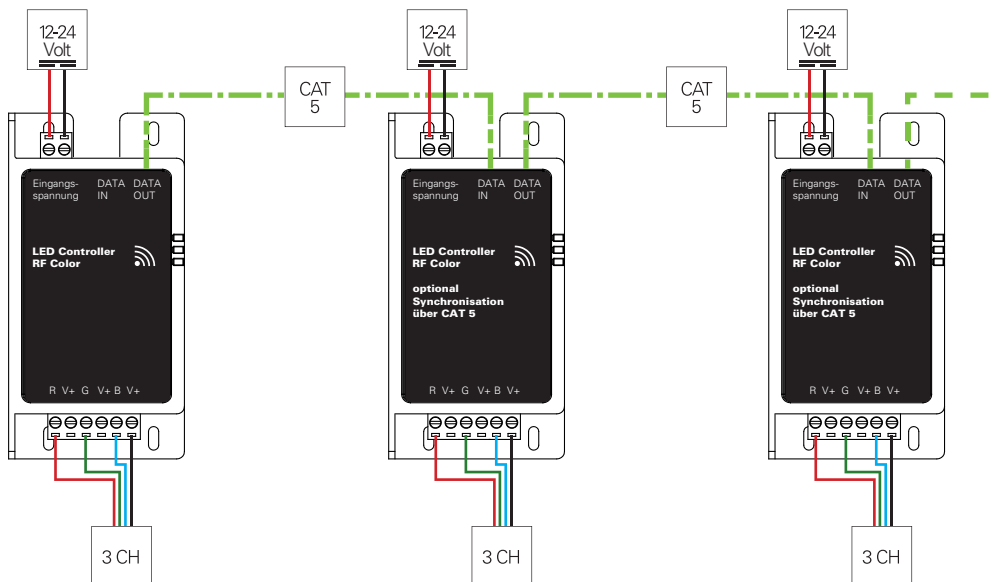 12-24
Volt
12-24
Volt
12-24
Volt
CAT
5
CAT
5
Eingangs-
spannung
DATA
IN
DATA
OUT
LED Controller
RF Color
R V+ G V+ B V+
3 CH
Eingangs-
spannung
DATA
IN
DATA
OUT
LED Controller
RF Color
optional
Synchronisation
über CAT 5
R V+ G V+ B V+
3 CH
Eingangs-
spannung
DATA
IN
DATA
OUT
LED Controller
RF Color
optional
Synchronisation
über CAT 5
R V+ G V+ B V+
3 CH